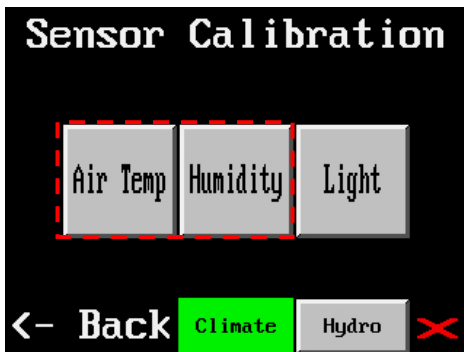 Sensor Calibration
Air Temp Humidity Light
<- Back Climate Hydro